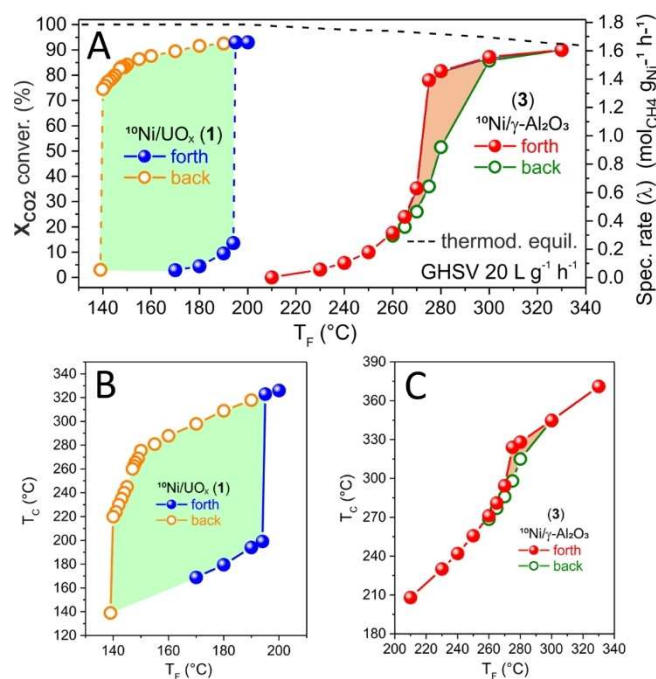 A
X_CO2 conver. (%)
100
90
80
70
60
50
40
30
20
10
0
¹⁰Ni/UOₓ (1)
forth
back
(3)
¹⁰Ni/γ-Al₂O₃
forth
back
thermod. equil.
GHSV 20 L g⁻¹ h⁻¹
1.8
1.6
1.4
1.2
1.0
0.8
0.6
0.4
0.2
0.0
Spec. rate (λ) (mol_CH4 g_Ni⁻¹ h⁻¹)
140 160 180 200 220 240 260 280 300 320 340
T_F (°C)
B
T_C (°C)
360
340
320
300
280
260
240
220
200
180
160
140
120
¹⁰Ni/UOₓ (1)
forth
back
140 160 180 200
T_F (°C)
C
T_C (°C)
390
360
330
300
270
240
210
180
(3)
¹⁰Ni/γ-Al₂O₃
forth
back
200 220 240 260 280 300 320 340
T_F (°C)